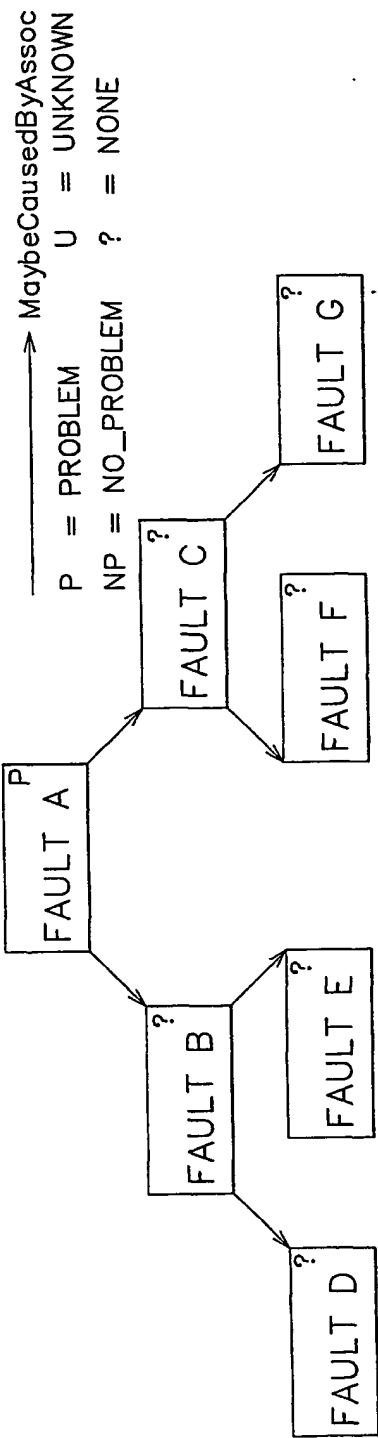 MaybeCausedByAssoc
P = PROBLEM U = UNKNOWN
NP = NO_PROBLEM ? = NONE
P
FAULT A
?
FAULT B
?
FAULT C
?
FAULT D
?
FAULT E
?
FAULT F
?
FAULT G